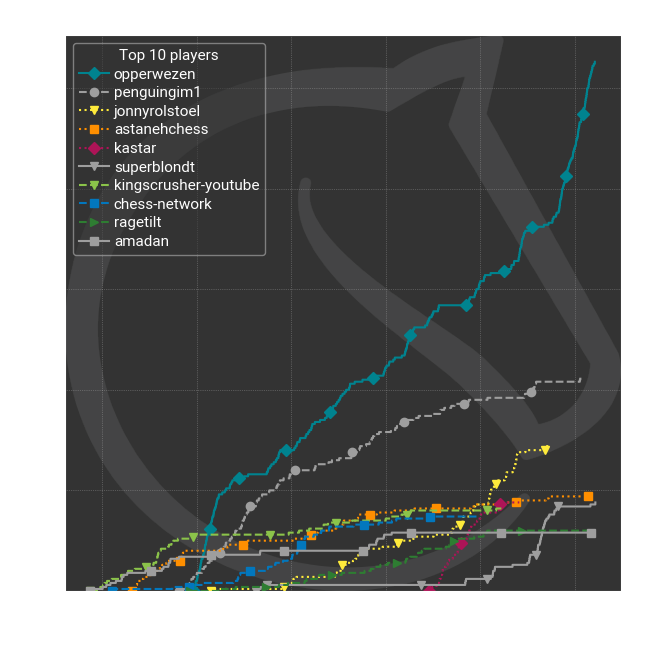 Top 10 players
opperwezen
penguingim1
jonnyrolstoel
astanehchess
kastar
superblondt
kingscrusher-youtube
chess-network
ragetilt
amadan